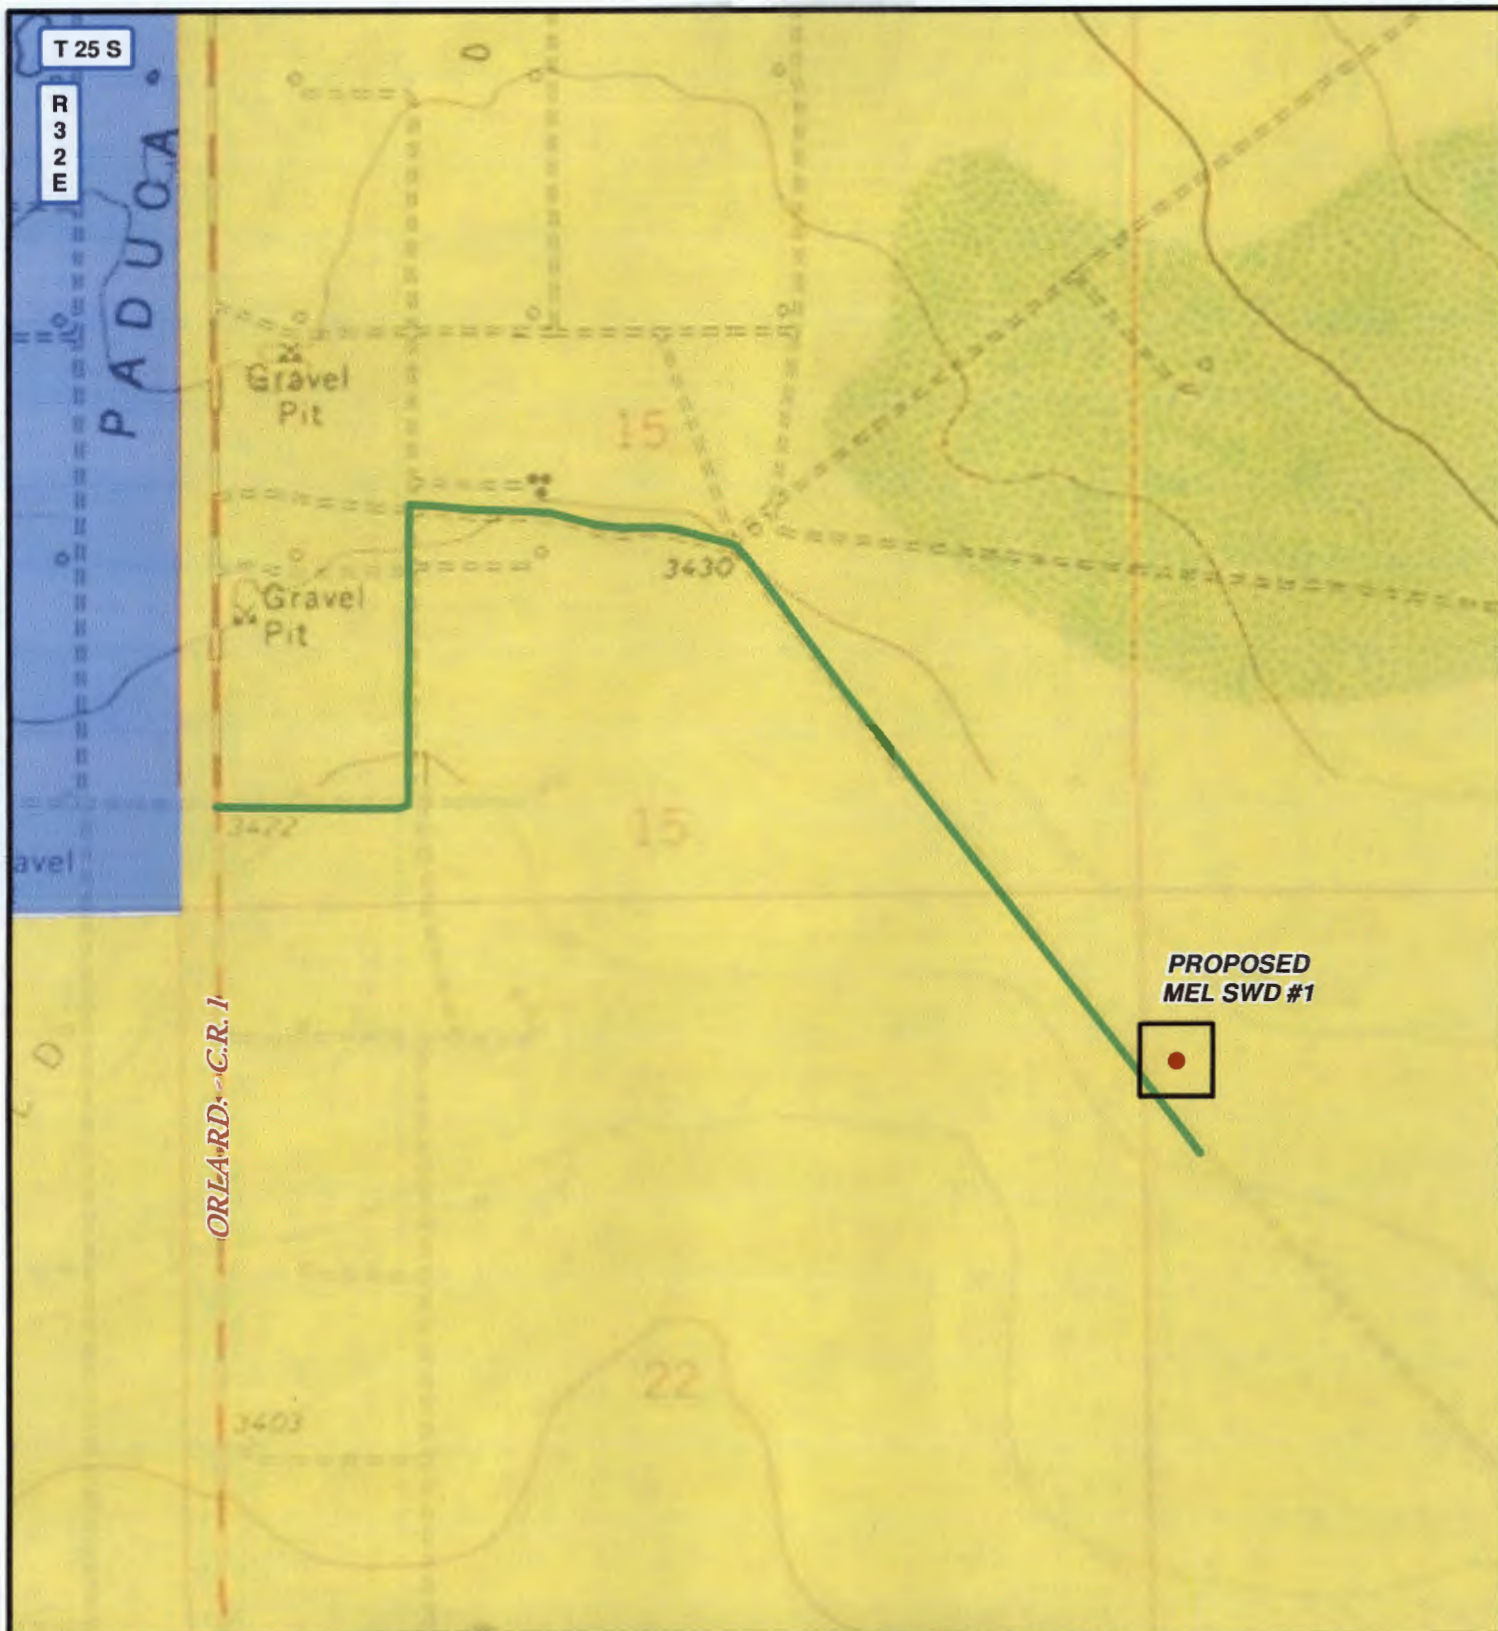 T 25 S
R
3
2
E
PADUCA
Gravel
Pit
15
3430
Gravel
Pit
3422
15
avel
PROPOSED
MEL SWD #1
ORLA RD. - C.R. 1
22
3403